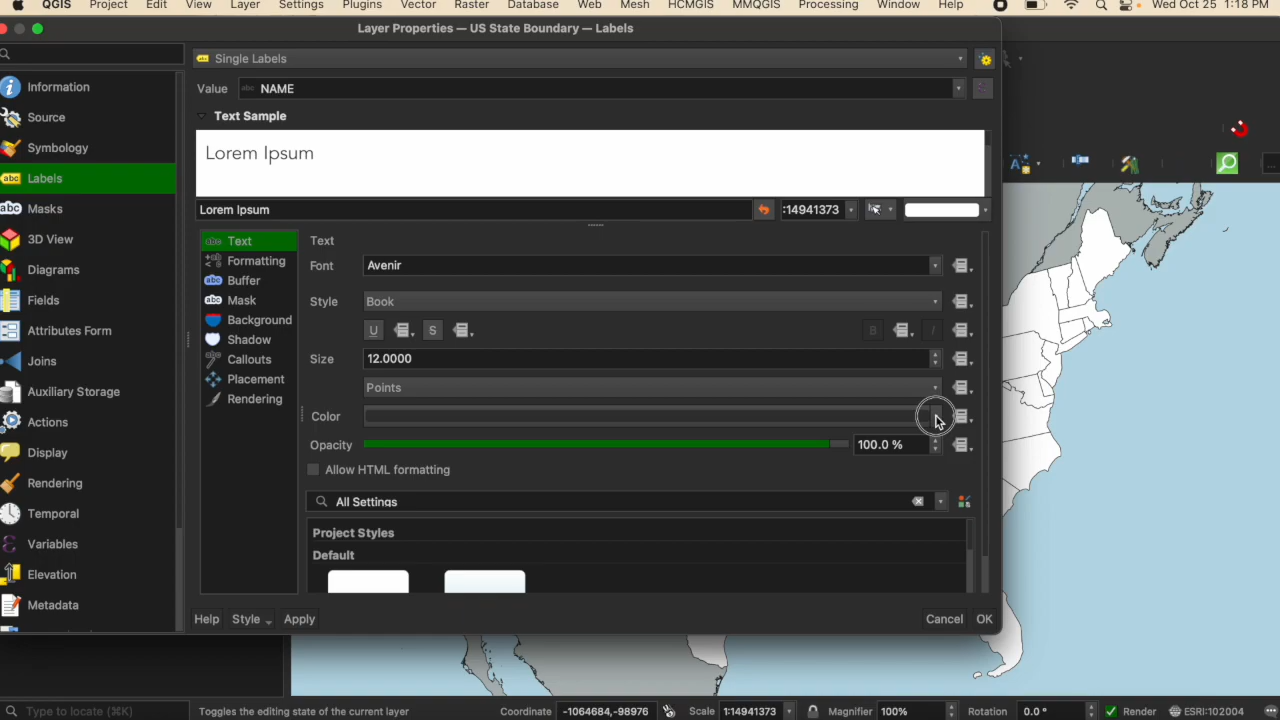 QGIS Project Edit View Layer Settings Plugins Vector Raster Database Web Mesh HCMGIS MMQGIS Processing Window Help Wed Oct 25 1:18 PM
Layer Properties — US State Boundary — Labels
Information
Source
Symbology
abc Labels
abc Masks
3D View
Diagrams
Fields
Attributes Form
Joins
Auxiliary Storage
Actions
Display
Rendering
Temporal
Variables
Elevation
Metadata
Single Labels
Value abc NAME
Text Sample
Lorem Ipsum
Lorem Ipsum :14941373
abc Text
Formatting
abc Buffer
abc Mask
Background
Shadow
Callouts
Placement
Rendering
Text
Font Avenir
Style Book
U S B I
Size 12.0000
Points
Color
Opacity 100.0 %
Allow HTML formatting
All Settings
Project Styles
Default
Help Style Apply Cancel OK
Type to locate (⌘K) Toggles the editing state of the current layer Coordinate -1064684,-98976 Scale 1:14941373 Magnifier 100% Rotation 0.0 ° Render ESRI:102004